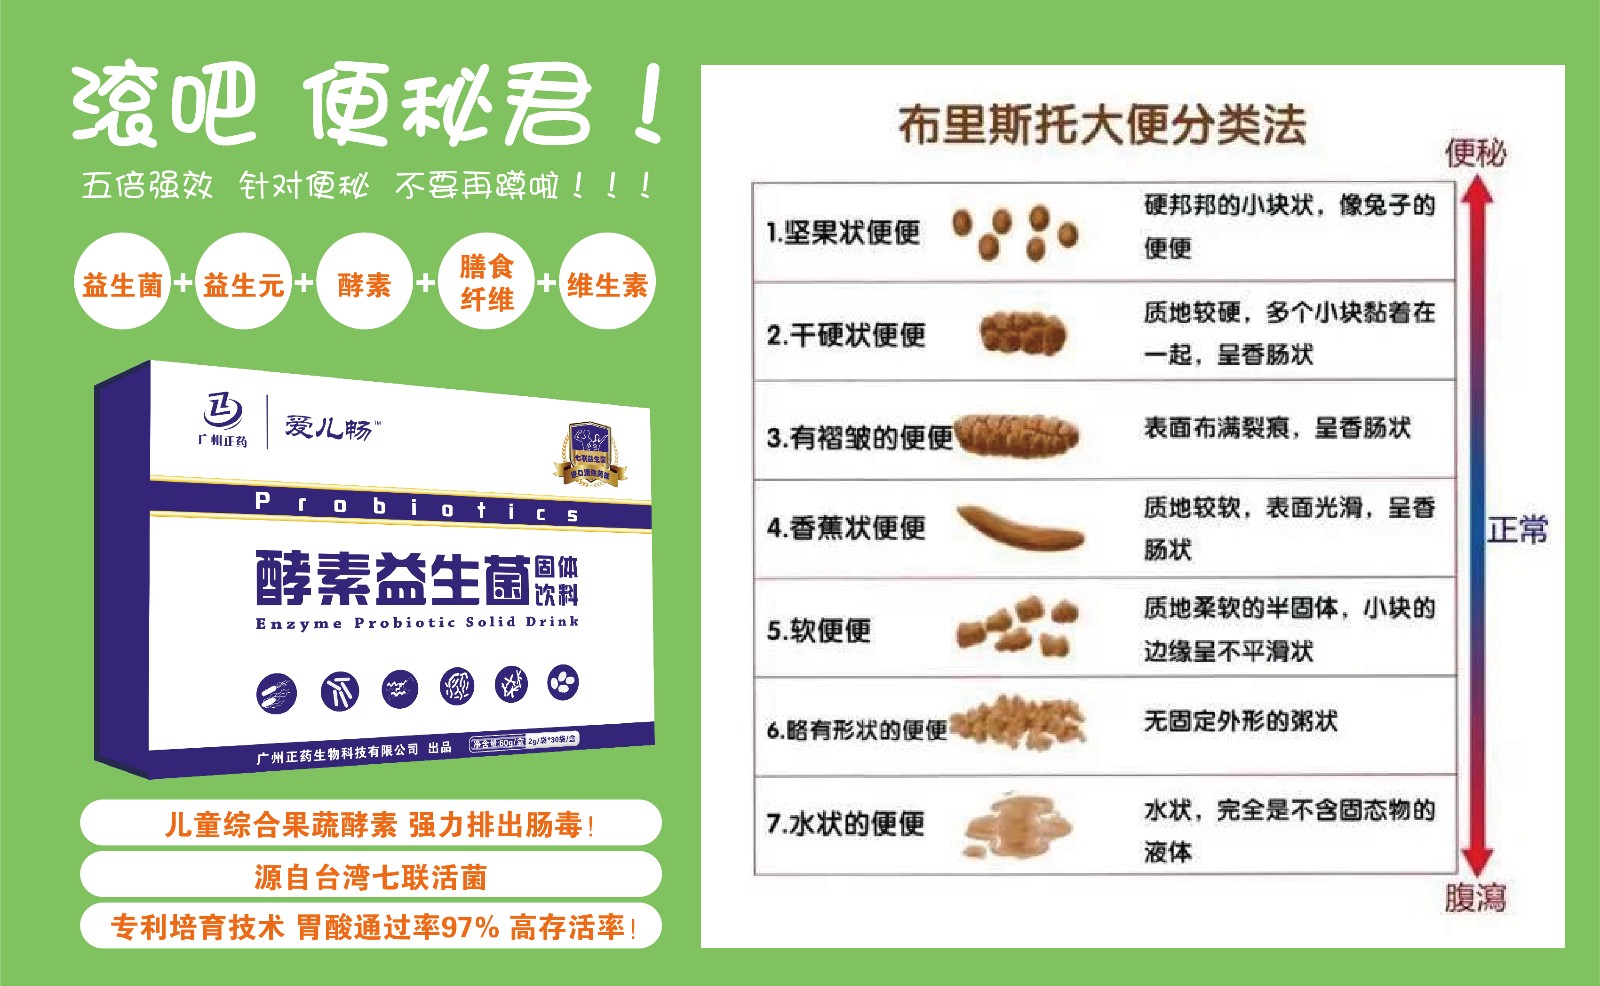 滚吧 便秘君！
五倍强效 针对便秘 不要再蹲啦！！！
益生菌+益生元+酵素+膳食纤维+维生素
广州正药
爱儿畅™
七联益生菌
Probiotics
酵素益生菌固体饮料
Enzyme Probiotic Solid Drink
广州正药生物科技有限公司 出品
净含量:60g/盒 2g/袋*30袋/盒
儿童综合果蔬酵素 强力排出肠毒！
源自台湾七联活菌
专利培育技术 胃酸通过率97% 高存活率！
布里斯托大便分类法
便秘
1.坚果状便便
硬邦邦的小块状，像兔子的
便便
2.干硬状便便
质地较硬，多个小块黏着在
一起，呈香肠状
3.有褶皱的便便
表面布满裂痕，呈香肠状
4.香蕉状便便
质地较软，表面光滑，呈香
肠状
正常
5.软便便
质地柔软的半固体，小块的
边缘呈不平滑状
6.略有形状的便便
无固定外形的粥状
7.水状的便便
水状，完全是不含固态物的
液体
腹瀉